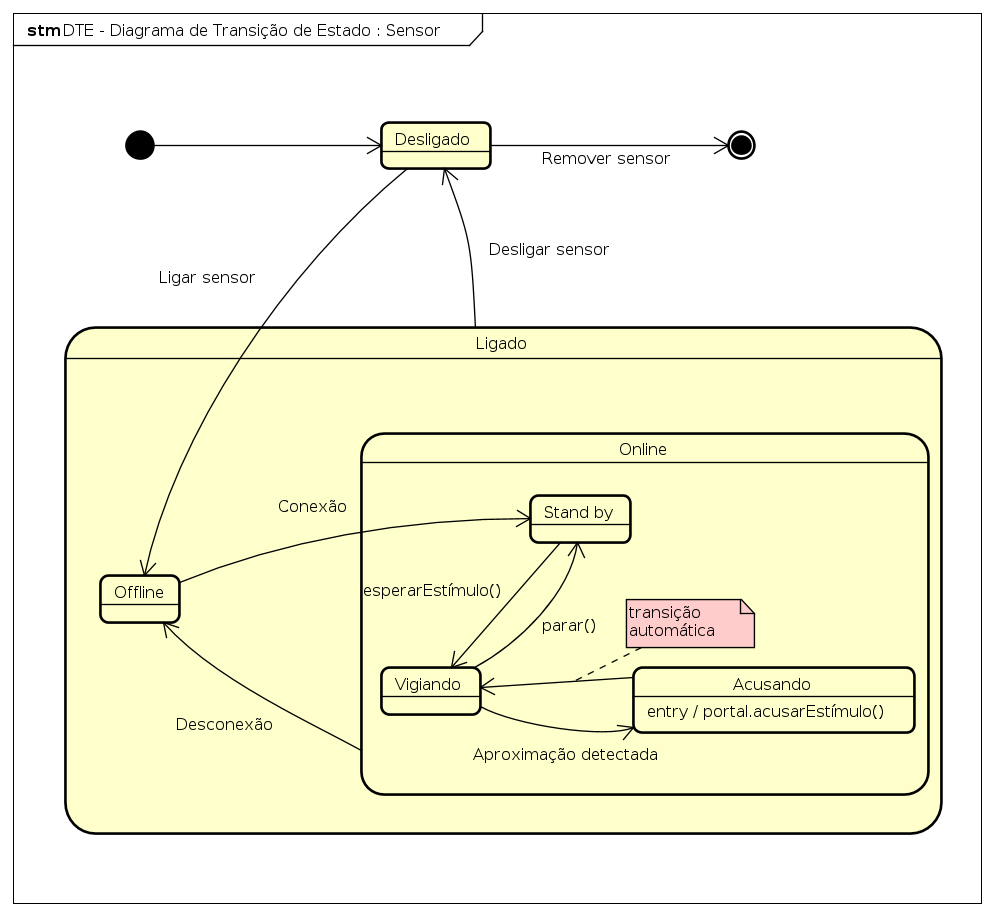 stm DTE - Diagrama de Transição de Estado : Sensor
Desligado
Remover sensor
Desligar sensor
Ligar sensor
Ligado
Online
Conexão
Stand by
Offline
esperarEstímulo()
parar()
transição
automática
Vigiando
Acusando
entry / portal.acusarEstímulo()
Desconexão
Aproximação detectada